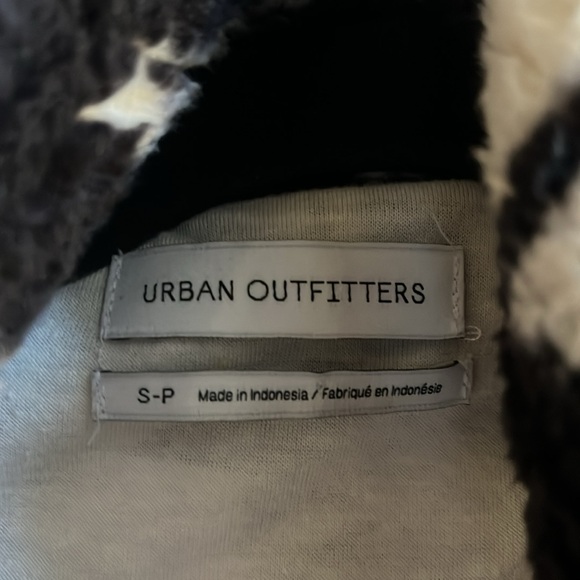 URBAN OUTFITTERS
S-P Made in Indonesia / Fabriqué en Indonésie